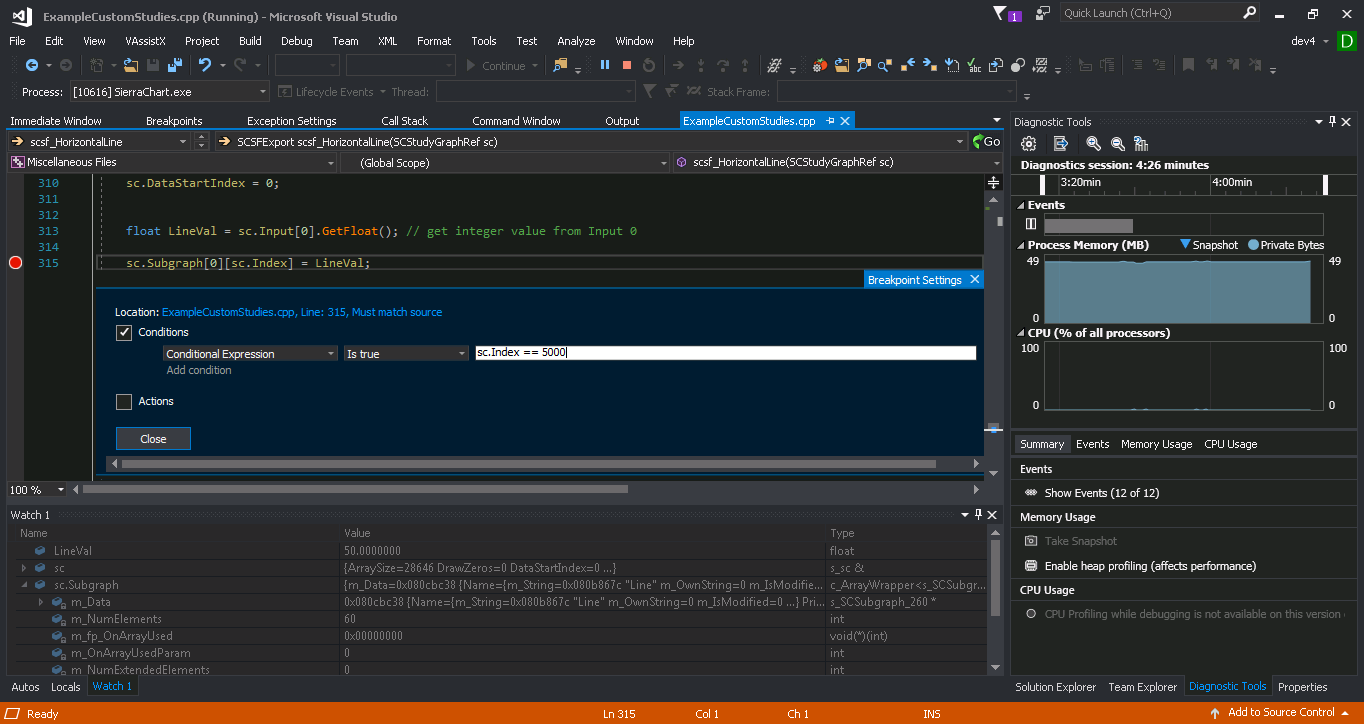 ExampleCustomStudies.cpp (Running) - Microsoft Visual Studio
1
Quick Launch (Ctrl+Q)
File Edit View VAssistX Project Build Debug Team XML Format Tools Test Analyze Window Help
dev4 D
Continue
Process: [10616] SierraChart.exe Lifecycle Events Thread: Stack Frame:
Immediate Window Breakpoints Exception Settings Call Stack Command Window Output ExampleCustomStudies.cpp
scsf_HorizontalLine SCSFExport scsf_HorizontalLine(SCStudyGraphRef sc) Go
Miscellaneous Files (Global Scope) scsf_HorizontalLine(SCStudyGraphRef sc)
310 sc.DataStartIndex = 0;
311
312
313 float LineVal = sc.Input[0].GetFloat(); // get integer value from Input 0
314
315 sc.Subgraph[0][sc.Index] = LineVal;
Breakpoint Settings
Location: ExampleCustomStudies.cpp, Line: 315, Must match source
Conditions
Conditional Expression Is true sc.Index == 5000
Add condition
Actions
Close
100 %
Watch 1
Name Value Type
LineVal 50.0000000 float
sc {ArraySize=28646 DrawZeros=0 DataStartIndex=0 ...} s_sc &
sc.Subgraph {m_Data=0x080cbc38 {Name={m_String=0x080b867c "Line" m_OwnString=0 m_IsModifie... c_ArrayWrapper<s_SCSubgr...
m_Data 0x080cbc38 {Name={m_String=0x080b867c "Line" m_OwnString=0 m_IsModified=0 ...} Pri... s_SCSubgraph_260 *
m_NumElements 60 int
m_fp_OnArrayUsed 0x00000000 void(*)(int)
m_OnArrayUsedParam 0 int
m_NumExtendedElements 0 int
Autos Locals Watch 1
Diagnostic Tools
Diagnostics session: 4:26 minutes
3:20min 4:00min
Events
Process Memory (MB) Snapshot Private Bytes
49 49
0 0
CPU (% of all processors)
100 100
0 0
Summary Events Memory Usage CPU Usage
Events
Show Events (12 of 12)
Memory Usage
Take Snapshot
Enable heap profiling (affects performance)
CPU Usage
CPU Profiling while debugging is not available on this version
Solution Explorer Team Explorer Diagnostic Tools Properties
Ready Ln 315 Col 1 Ch 1 INS Add to Source Control